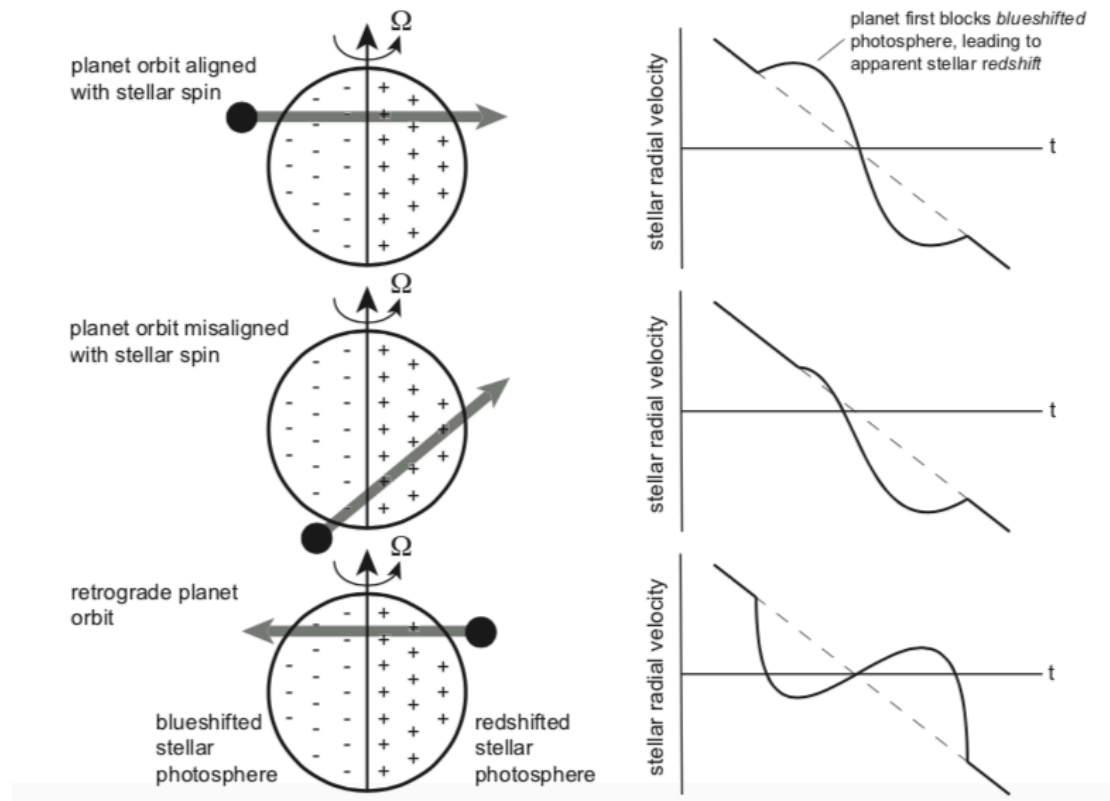 planet orbit aligned
with stellar spin
Ω
stellar radial velocity
t
planet first blocks blueshifted
photosphere, leading to
apparent stellar redshift
planet orbit misaligned
with stellar spin
Ω
stellar radial velocity
t
retrograde planet
orbit
Ω
blueshifted
stellar
photosphere
redshifted
stellar
photosphere
stellar radial velocity
t